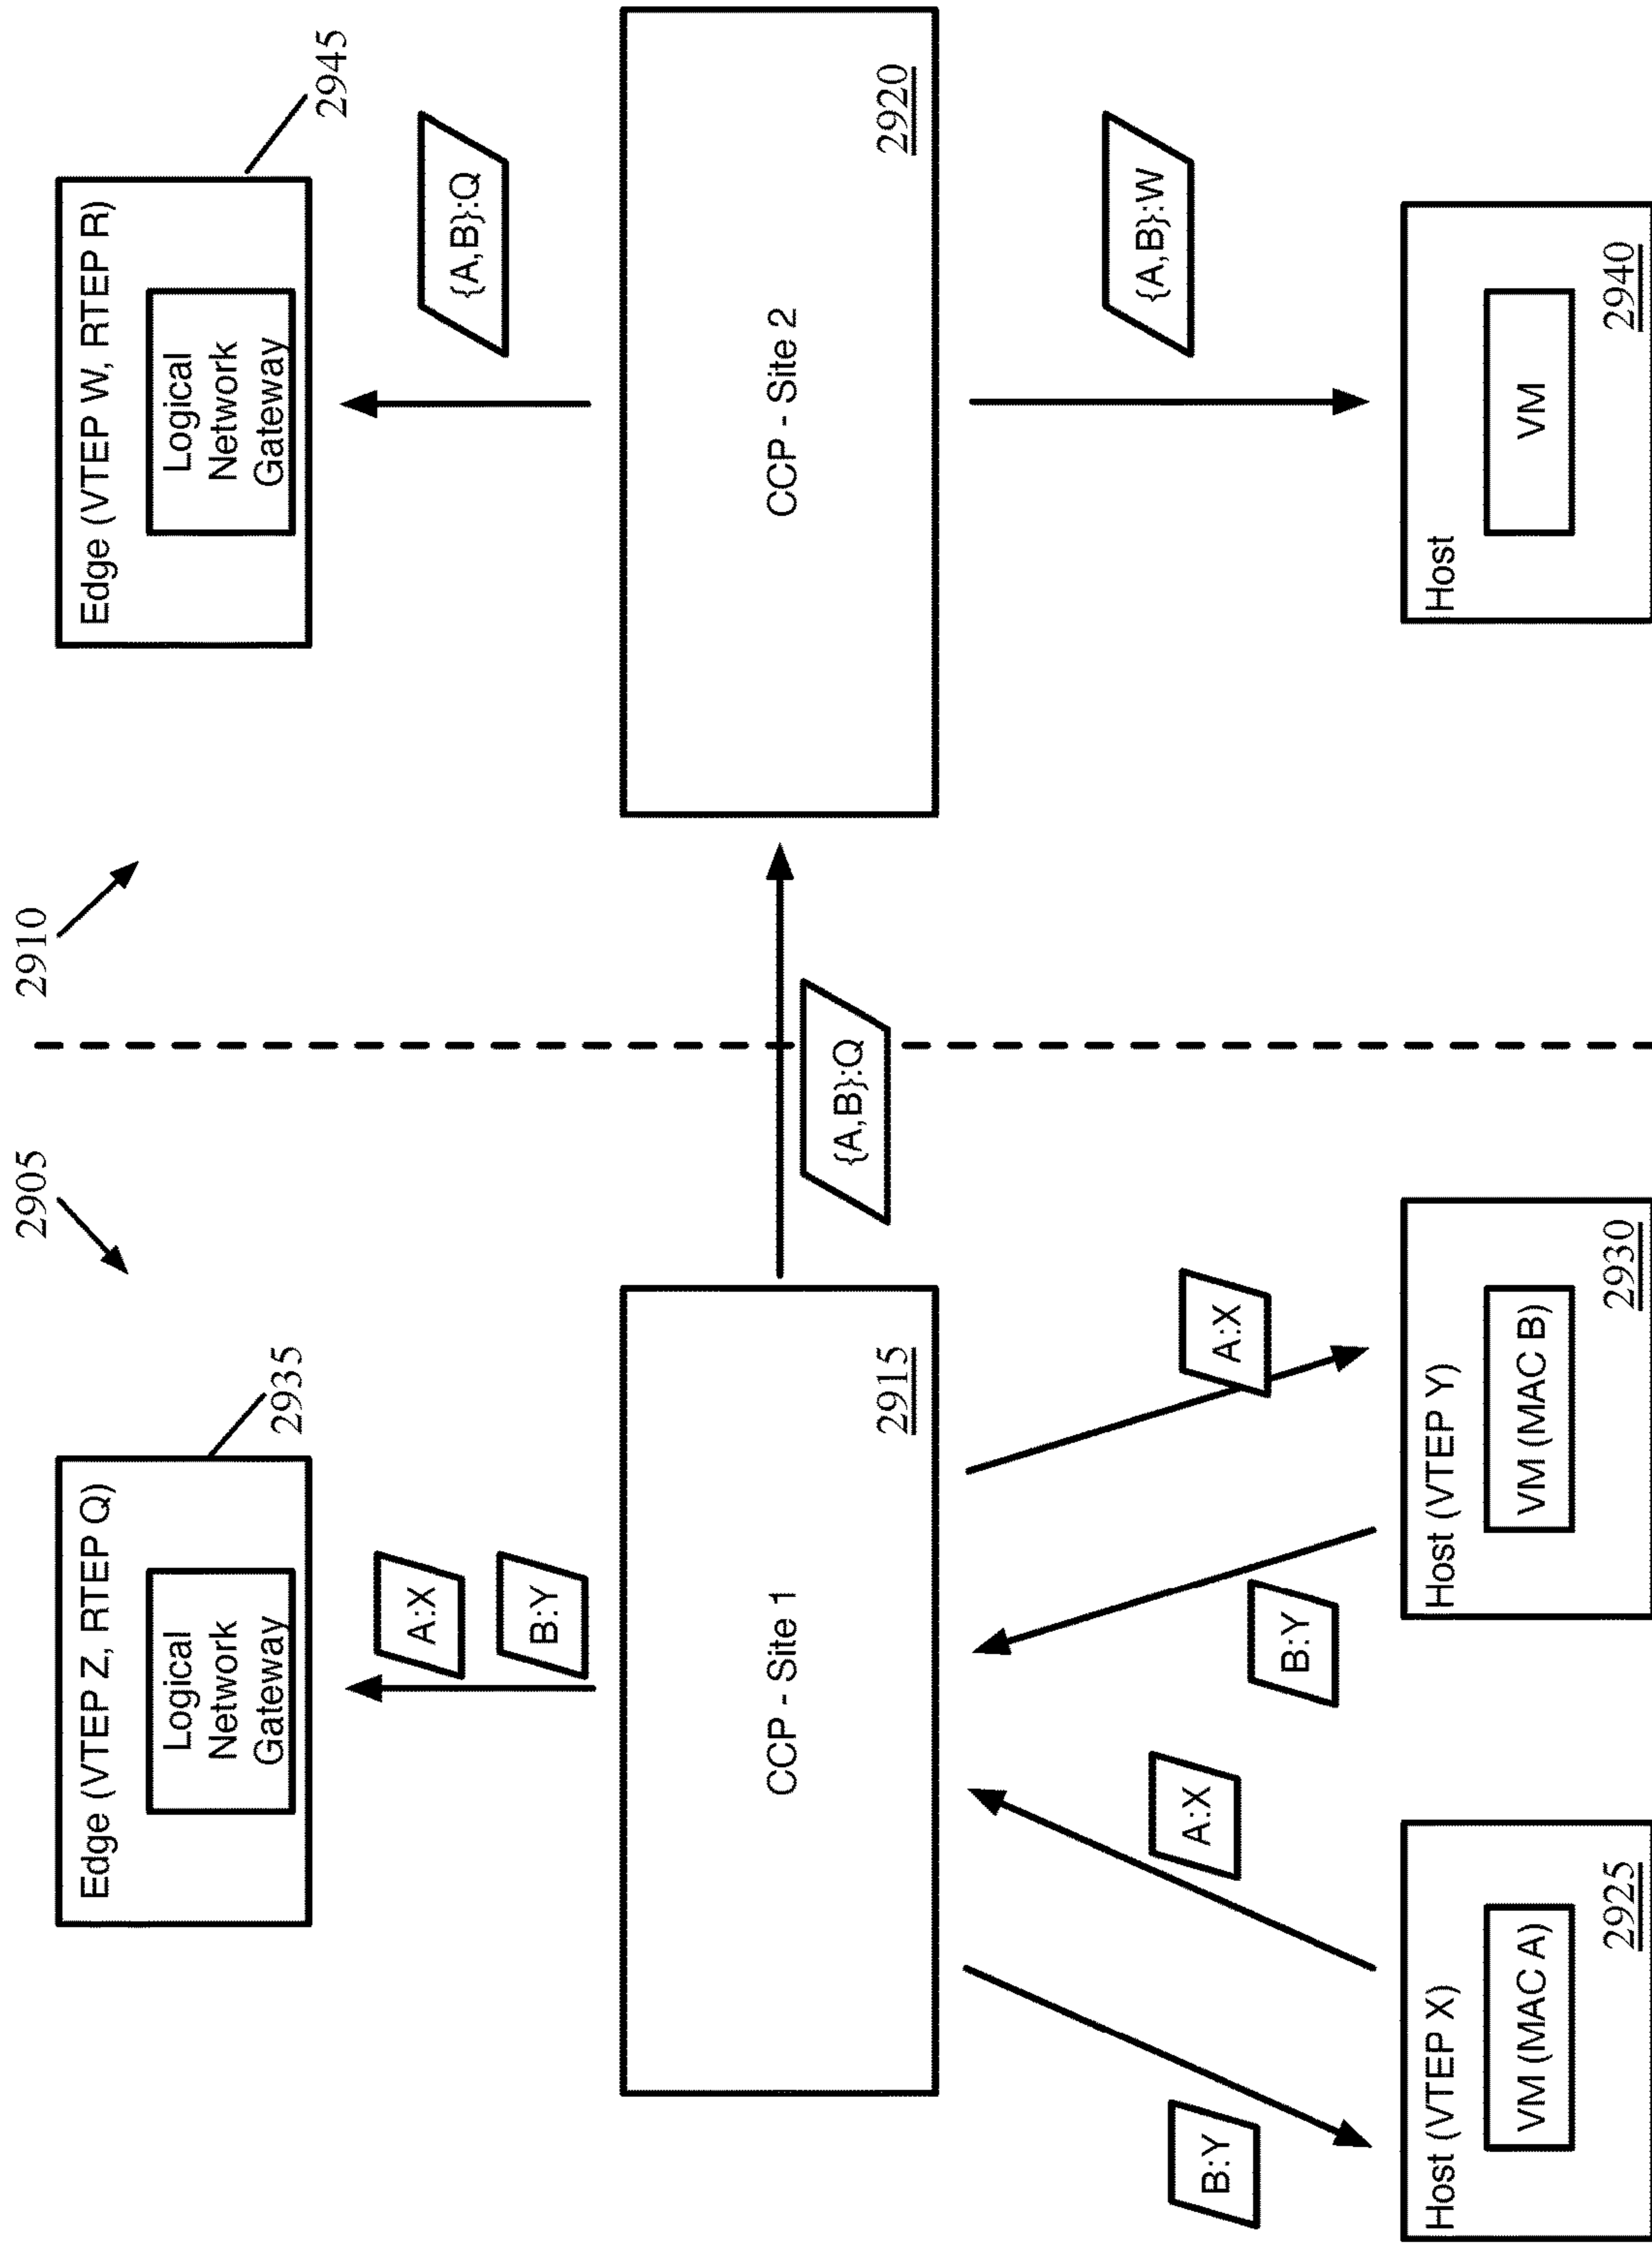 2905
2910
Edge (VTEP Z, RTEP Q)
Logical
Network
Gateway
2935
Edge (VTEP W, RTEP R)
Logical
Network
Gateway
2945
A:X
B:Y
{A,B}:Q
CCP - Site 1
2915
{A,B}:Q
CCP - Site 2
2920
B:Y
A:X
B:Y
A:X
{A,B}:W
Host (VTEP X)
VM (MAC A)
2925
Host (VTEP Y)
VM (MAC B)
2930
Host
VM
2940